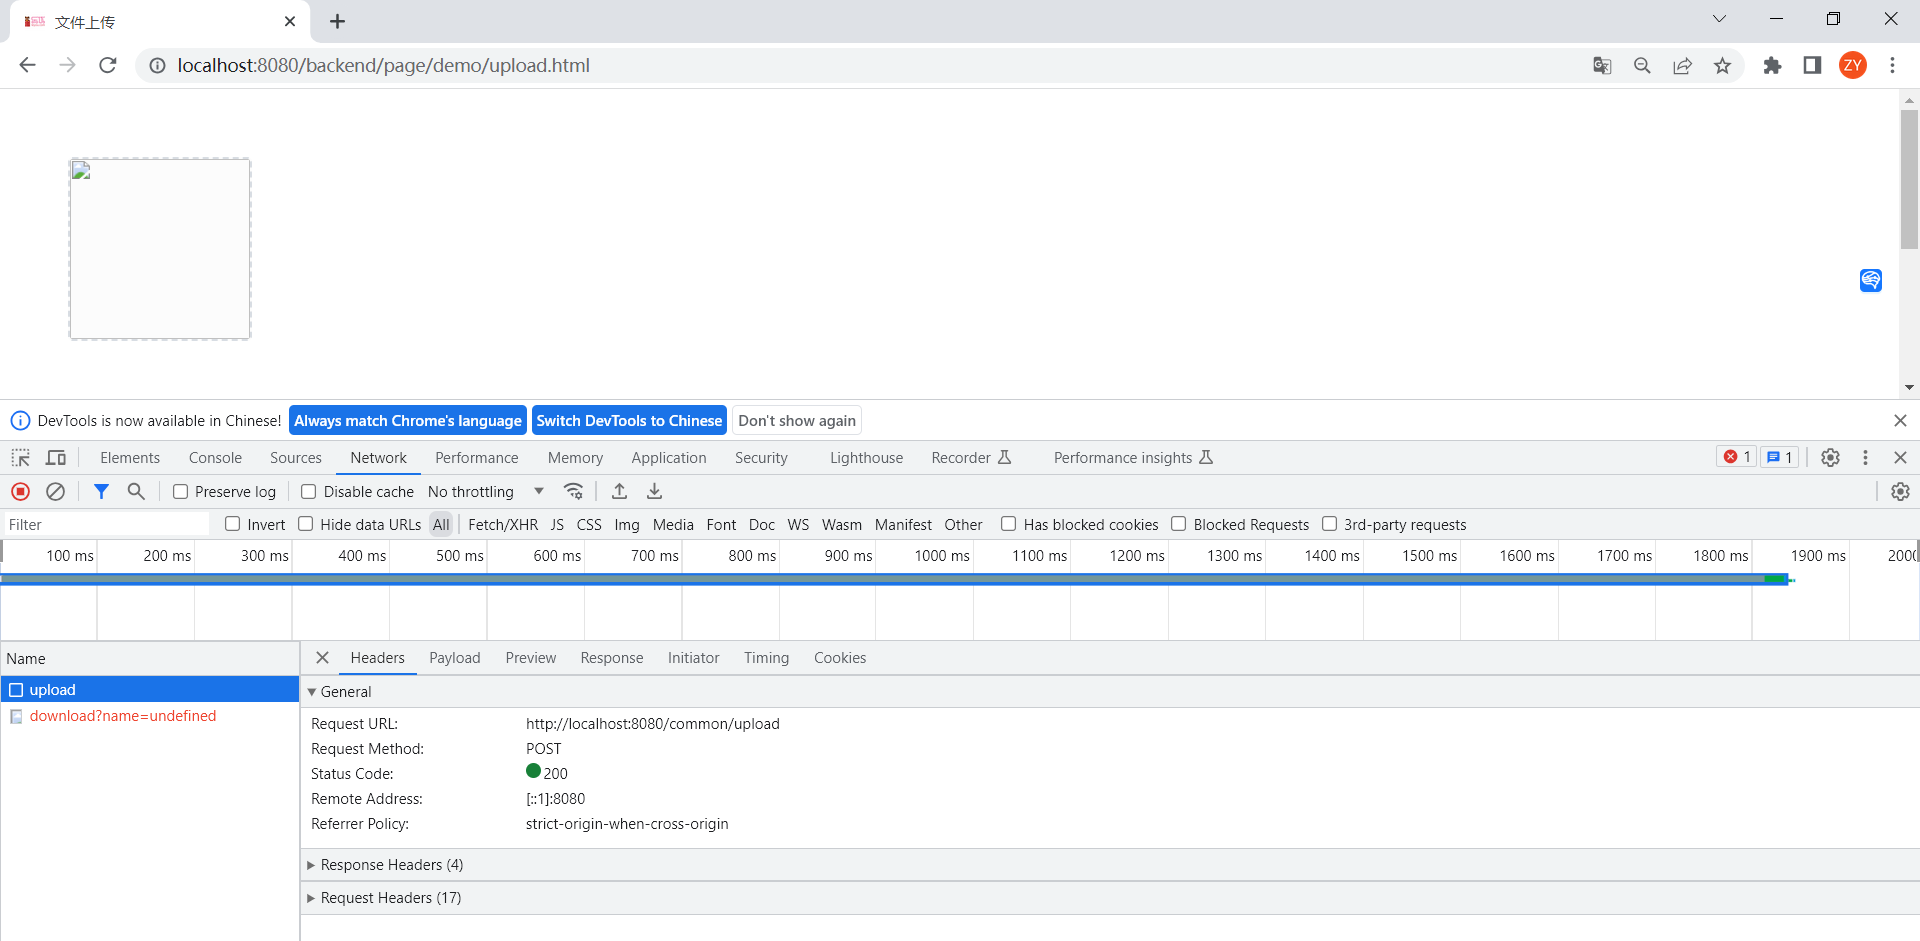 文件上传
localhost:8080/backend/page/demo/upload.html
ZY
DevTools is now available in Chinese! Always match Chrome's language Switch DevTools to Chinese Don't show again
Elements Console Sources Network Performance Memory Application Security Lighthouse Recorder Performance insights 1 1
Preserve log Disable cache No throttling
Filter Invert Hide data URLs All Fetch/XHR JS CSS Img Media Font Doc WS Wasm Manifest Other Has blocked cookies Blocked Requests 3rd-party requests
100 ms 200 ms 300 ms 400 ms 500 ms 600 ms 700 ms 800 ms 900 ms 1000 ms 1100 ms 1200 ms 1300 ms 1400 ms 1500 ms 1600 ms 1700 ms 1800 ms 1900 ms 2000
Name
upload
download?name=undefined
Headers Payload Preview Response Initiator Timing Cookies
General
Request URL: http://localhost:8080/common/upload
Request Method: POST
Status Code: 200
Remote Address: [::1]:8080
Referrer Policy: strict-origin-when-cross-origin
Response Headers (4)
Request Headers (17)